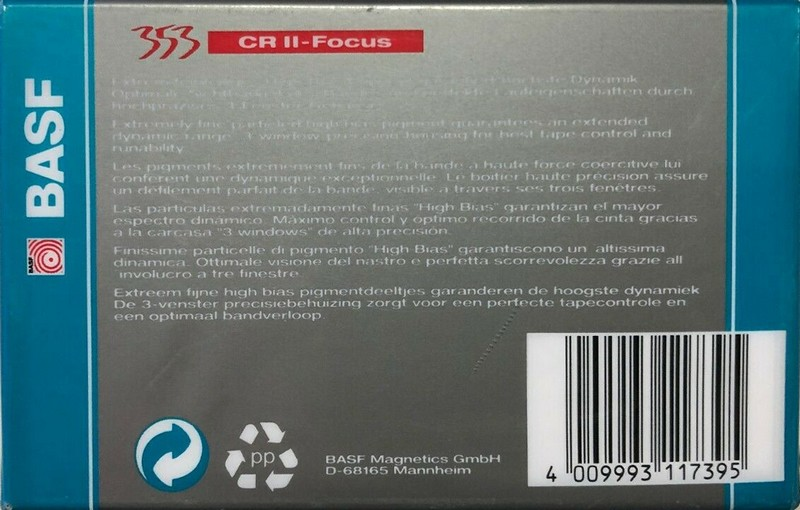 BASF
BASF
353 CR II-Focus
Dynamik
durch
Extremely fine particled high bias pigment guarantees an extended
dynamic range. 3 window precision housing for best tape control and
runability.
Les pigments extrêmement fins de la bande à haute force coercitive lui
confèrent une dynamique exceptionnelle. Le boîtier haute précision assure
un défilement parfait de la bande, visible à travers ses trois fenêtres.
Las partículas extremadamente finas "High Bias" garantizan el mayor
espectro dinámico. Máximo control y óptimo recorrido de la cinta gracias
a la carcasa "3 windows" de alta precisión.
Finissime particelle di pigmento "High Bias" garantiscono un altissima
dinamica. Ottimale visione del nastro e perfetta scorrevolezza grazie all
involucro a tre finestre.
Extreem fijne high bias pigmentdeeltjes garanderen de hoogste dynamiek
De 3-venster precisiebehuizing zorgt voor een perfecte tapecontrole en
een optimaal bandverloop.
pp
BASF Magnetics GmbH
D-68165 Mannheim
4 009993 117395